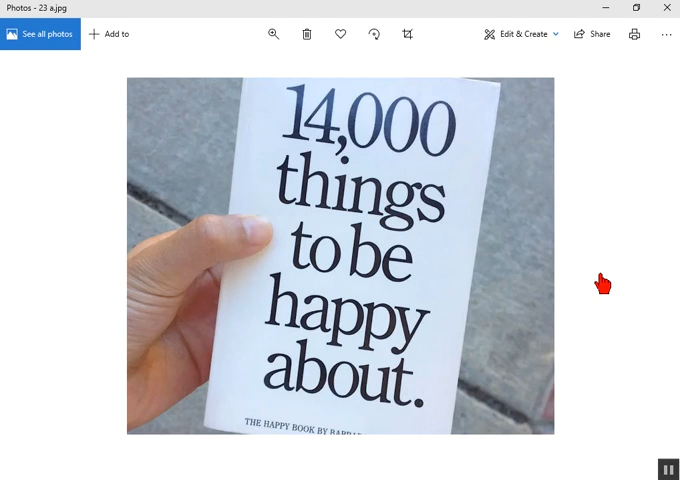 Photos - 23 a.jpg
See all photos
Add to
Edit & Create
Share
14,000
things
to be
happy
about.
THE HAPPY BOOK BY